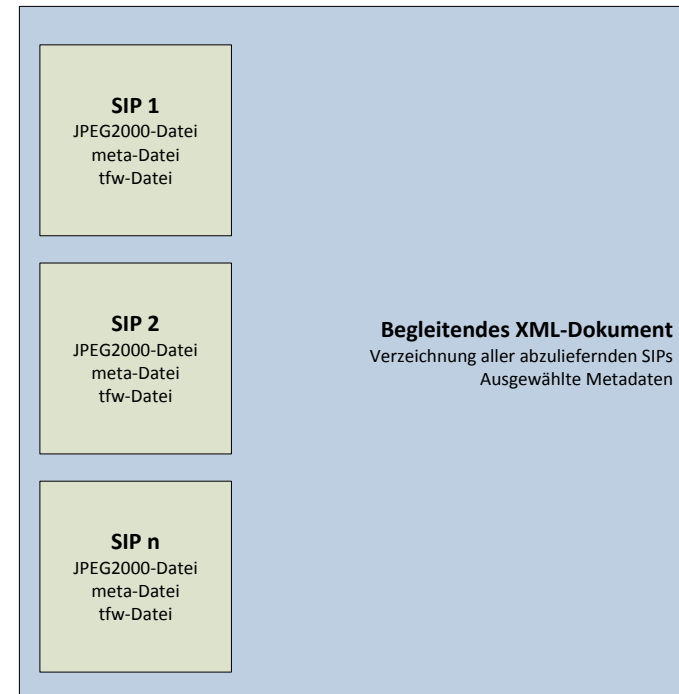 SIP 1
JPEG2000-Datei
meta-Datei
tfw-Datei
SIP 2
JPEG2000-Datei
meta-Datei
tfw-Datei
SIP n
JPEG2000-Datei
meta-Datei
tfw-Datei
Begleitendes XML-Dokument
Verzeichnung aller abzuliefernden SIPs
Ausgewählte Metadaten